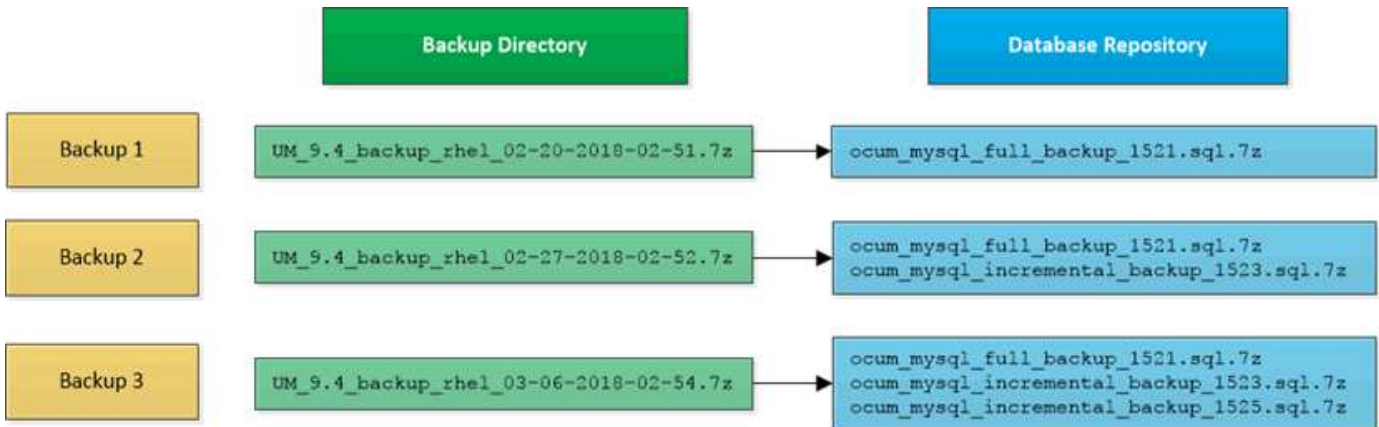 Backup Directory
Database Repository
Backup 1
UM_9.4_backup_rhel_02-20-2018-02-51.7z
ocum_mysql_full_backup_1521.sql.7z
Backup 2
UM_9.4_backup_rhel_02-27-2018-02-52.7z
ocum_mysql_full_backup_1521.sql.7z
ocum_mysql_incremental_backup_1523.sql.7z
Backup 3
UM_9.4_backup_rhel_03-06-2018-02-54.7z
ocum_mysql_full_backup_1521.sql.7z
ocum_mysql_incremental_backup_1523.sql.7z
ocum_mysql_incremental_backup_1525.sql.7z